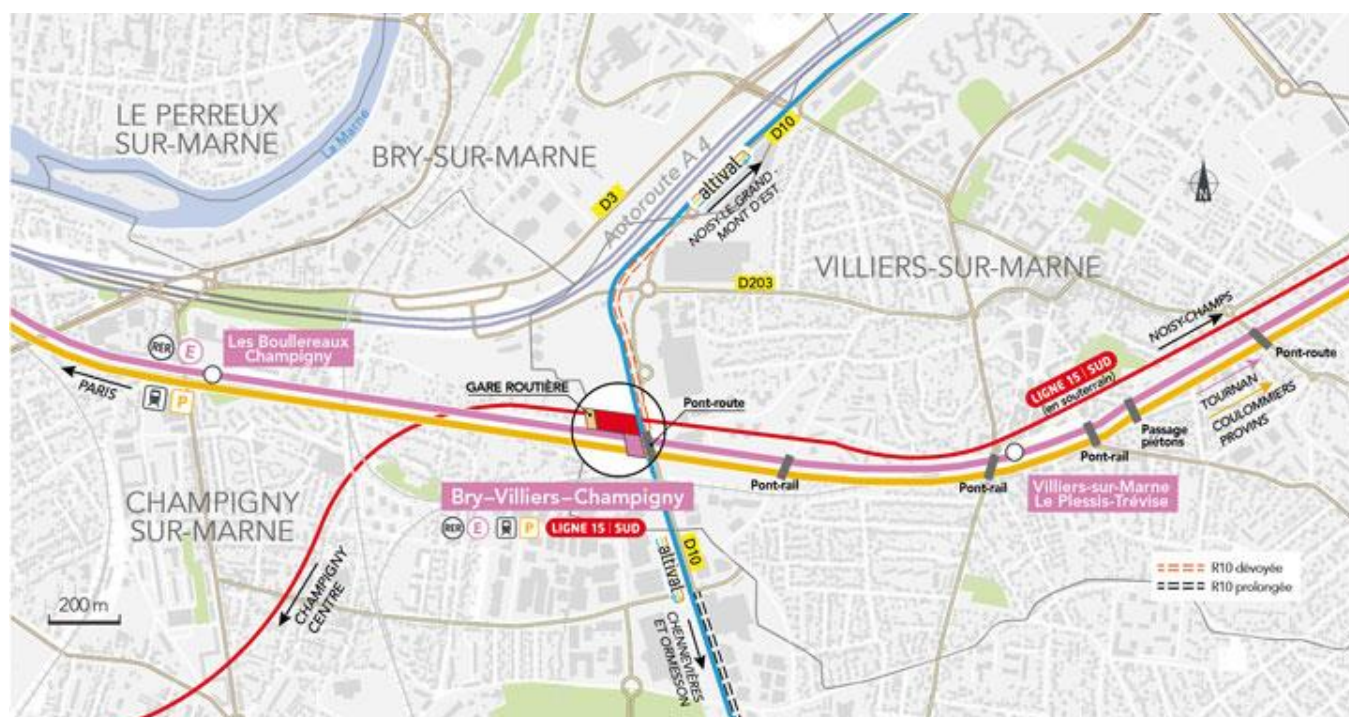 LE PERREUX
SUR-MARNE
La Marne
BRY-SUR-MARNE
D3
Autoroute A 4
altival
D10
NOISY-LE-GRAND-
MONT D'EST
N
VILLIERS-SUR-MARNE
D203
RER E
Les Boullereaux
Champigny
PARIS
P
GARE ROUTIÈRE
Pont-route
NOISY-CHAMPS
LIGNE 15 | SUD
(en souterrain)
Pont-route
TOURNAN
COULOMMIERS
PROVINS
Passage
piétons
Pont-rail
Pont-rail
Pont-rail
Villiers-sur-Marne
Le Plessis-Trévise
Bry–Villiers–Champigny
RER E P LIGNE 15 | SUD
CHAMPIGNY
SUR-MARNE
CHAMPIGNY
CENTRE
200 m
altival
D10
CHENNEVIÈRES
ET ORMESSON
R10 dévoyée
R10 prolongée